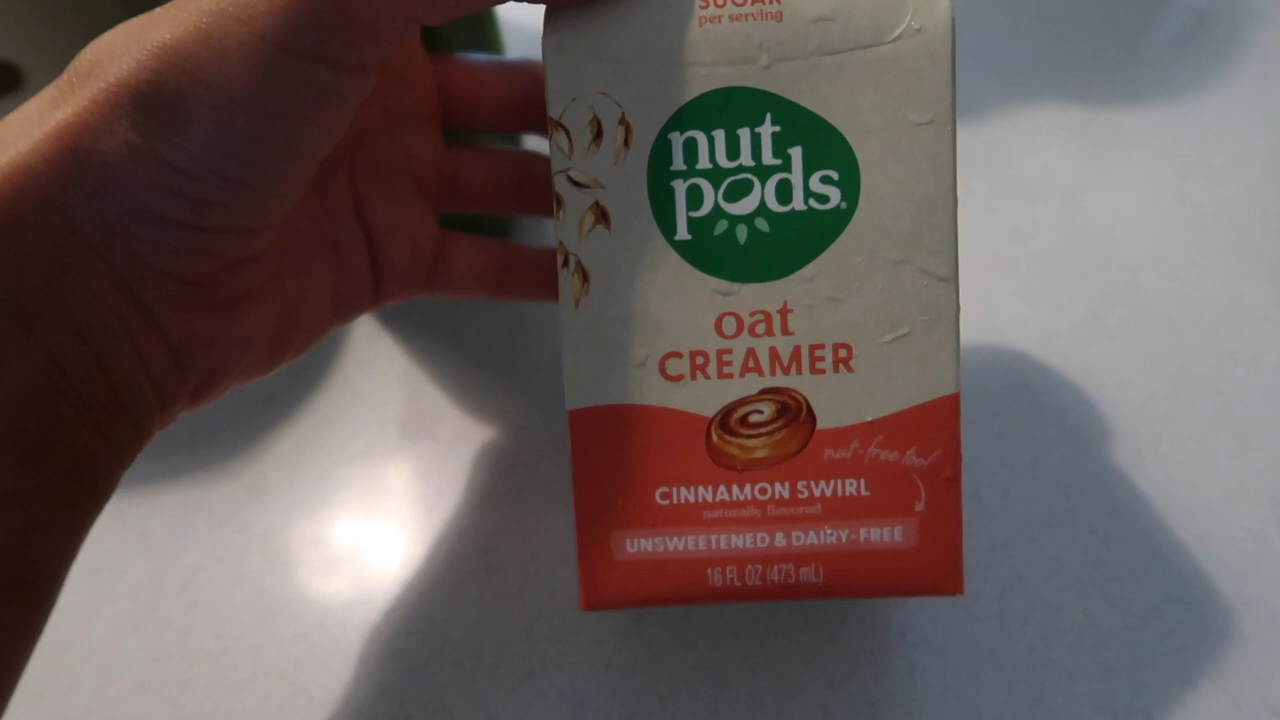 SUGAR
per serving
nut
pods®
oat
CREAMER
nut-free too!
CINNAMON SWIRL
naturally flavored
UNSWEETENED & DAIRY-FREE
16 FL OZ (473 mL)